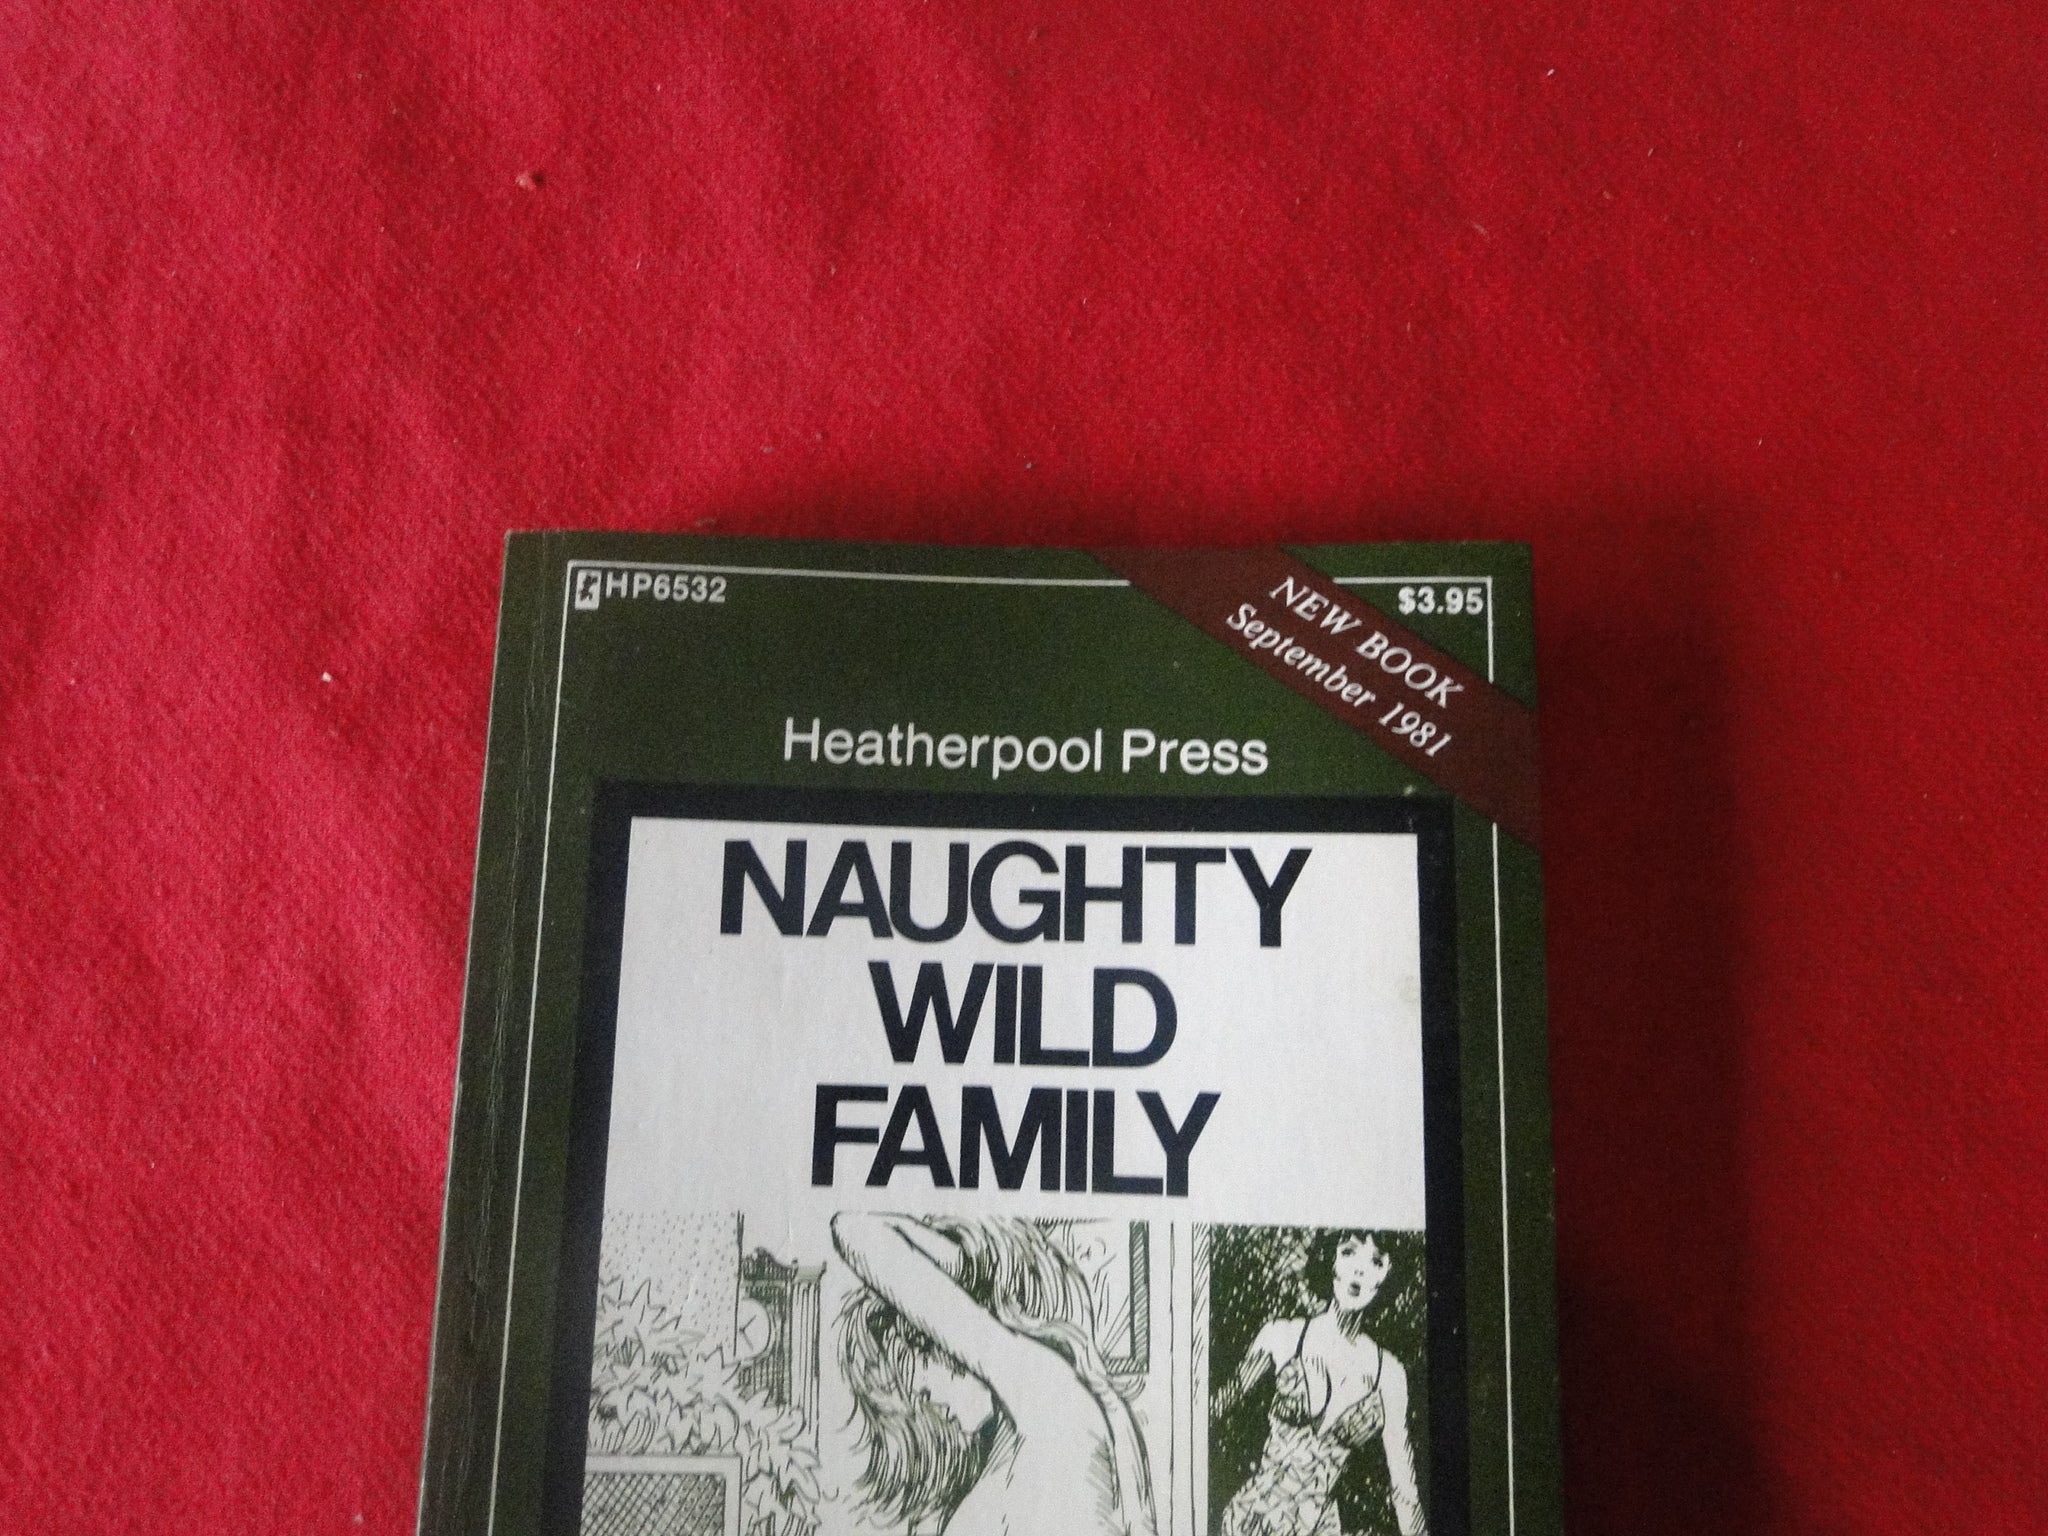 HP6532
$3.95
NEW BOOK
September 1981
Heatherpool Press
NAUGHTY
WILD
FAMILY